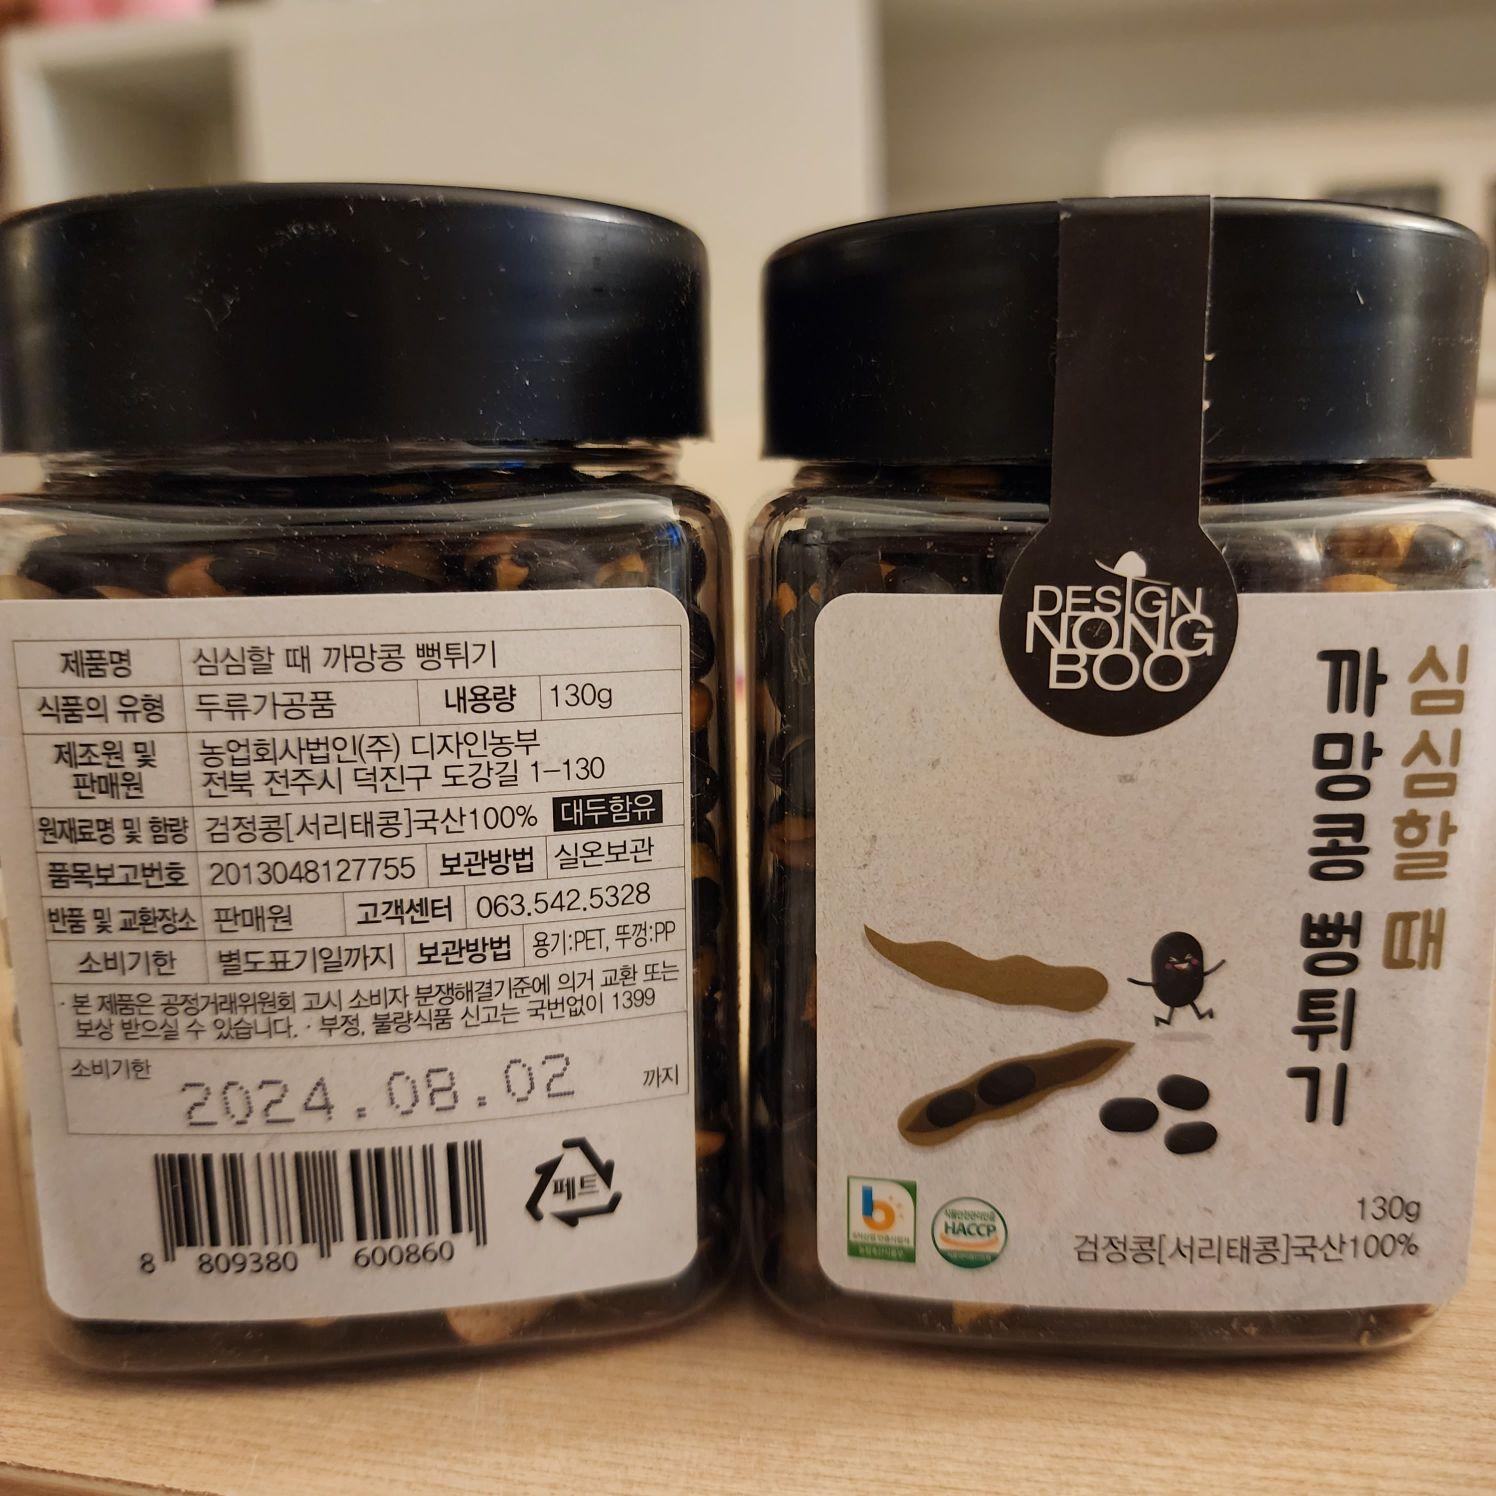 제품명 심심할 때 까망콩 뻥튀기
식품의 유형 두류가공품 내용량 130g
제조원 및 판매원 농업회사법인(주) 디자인농부
전북 전주시 덕진구 도강길 1-130
원재료명 및 함량 검정콩[서리태콩]국산100% 대두함유
품목보고번호 2013048127755 보관방법 실온보관
반품 및 교환장소 판매원 고객센터 063.542.5328
소비기한 별도표기일까지 보관방법 용기:PET, 뚜껑:PP
· 본 제품은 공정거래위원회 고시 소비자 분쟁해결기준에 의거 교환 또는
보상 받으실 수 있습니다. · 부정, 불량식품 신고는 국번없이 1399
소비기한 2024.08.02 까지
페트
8 809380 600860
DESIGN
NONG
BOO
심심할 때
까망콩 뻥튀기
b
HACCP
130g
검정콩[서리태콩]국산100%